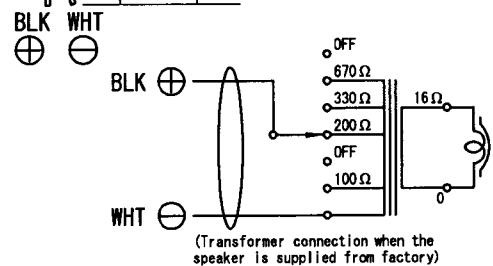 BLK WHT
⊕ ⊖
OFF
670Ω
BLK ⊕
330Ω
16Ω
200Ω
OFF
100Ω
0
WHT ⊖
(Transformer connection when the
speaker is supplied from factory)